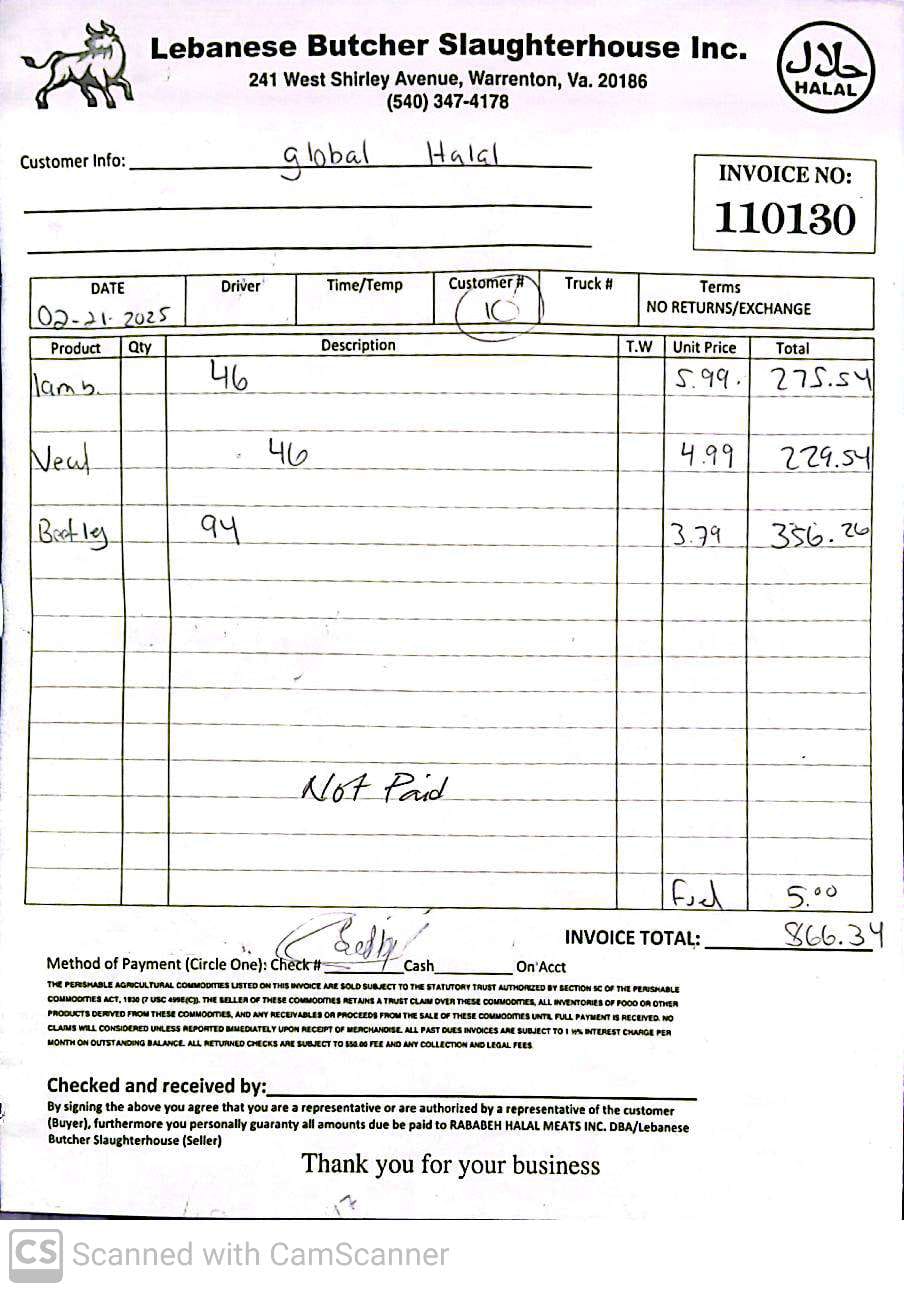 Lebanese Butcher Slaughterhouse Inc.
241 West Shirley Avenue, Warrenton, Va. 20186
(540) 347-4178
حلال
HALAL
Customer Info: global Halal
INVOICE NO:
110130
DATE Driver Time/Temp Customer # Truck # Terms
02-21-2025 10 NO RETURNS/EXCHANGE
Product Qty Description T.W Unit Price Total
lamb. 46 5.99. 275.54
Veal 46 4.99 229.54
Beef leg 94 3.79 356.26
Not Paid
Fuel 5.00
INVOICE TOTAL: 866.34
Method of Payment (Circle One): Check # Cash On Acct
THE PERISHABLE AGRICULTURAL COMMODITIES LISTED ON THIS INVOICE ARE SOLD SUBJECT TO THE STATUTORY TRUST AUTHORIZED BY SECTION 5C OF THE PERISHABLE
COMMODITIES ACT, 1930 (7 USC 499E(C)). THE SELLER OF THESE COMMODITIES RETAINS A TRUST CLAIM OVER THESE COMMODITIES, ALL INVENTORIES OF FOOD OR OTHER
PRODUCTS DERIVED FROM THESE COMMODITIES, AND ANY RECEIVABLES OR PROCEEDS FROM THE SALE OF THESE COMMODITIES UNTIL FULL PAYMENT IS RECEIVED. NO
CLAIMS WILL CONSIDERED UNLESS REPORTED IMMEDIATELY UPON RECEIPT OF MERCHANDISE. ALL PAST DUES INVOICES ARE SUBJECT TO 1 ½% INTEREST CHARGE PER
MONTH ON OUTSTANDING BALANCE. ALL RETURNED CHECKS ARE SUBJECT TO $50.00 FEE AND ANY COLLECTION AND LEGAL FEES
Checked and received by:
By signing the above you agree that you are a representative or are authorized by a representative of the customer
(Buyer), furthermore you personally guaranty all amounts due be paid to RABABEH HALAL MEATS INC. DBA/Lebanese
Butcher Slaughterhouse (Seller)
Thank you for your business
17
CS Scanned with CamScanner